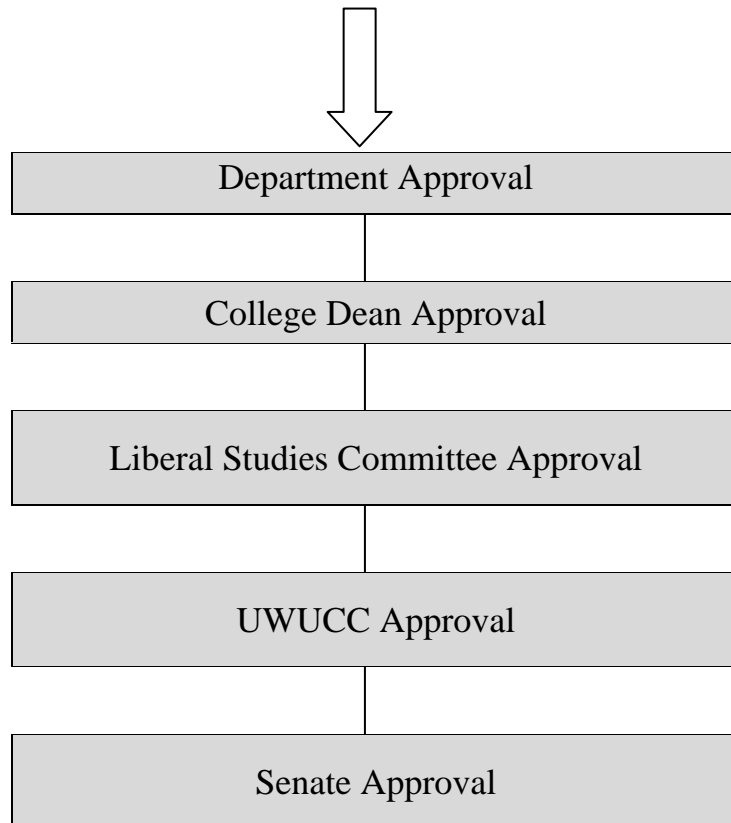 Department Approval
College Dean Approval
Liberal Studies Committee Approval
UWUCC Approval
Senate Approval